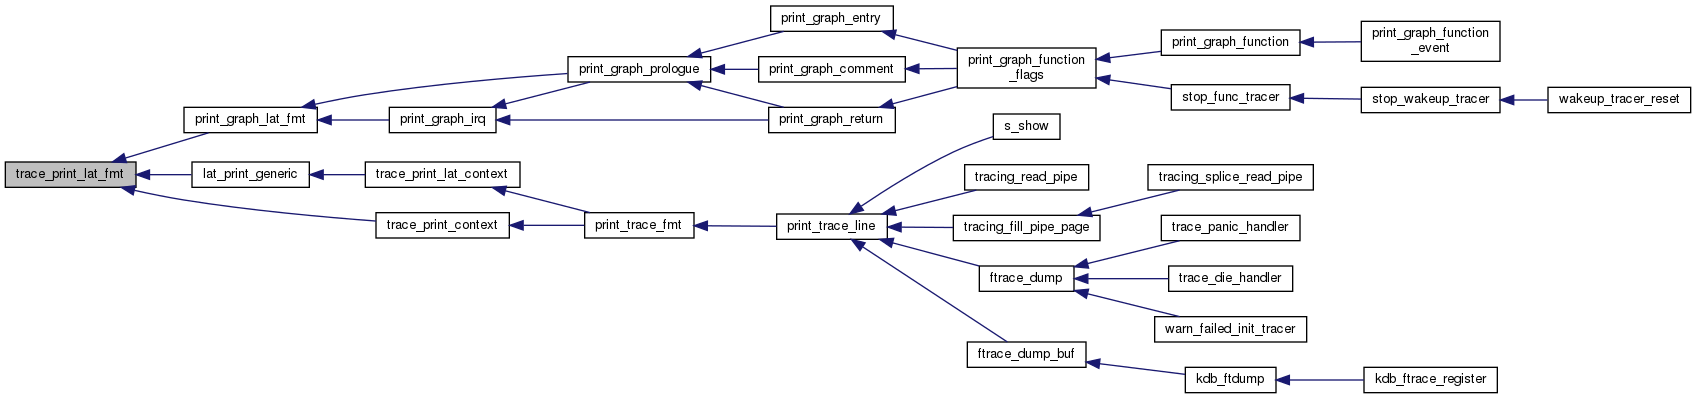 print_graph_entry
print_graph_function
print_graph_function
_event
print_graph_prologue
print_graph_comment
print_graph_function
_flags
stop_func_tracer
stop_wakeup_tracer
wakeup_tracer_reset
print_graph_lat_fmt
print_graph_irq
print_graph_return
s_show
trace_print_lat_fmt
lat_print_generic
trace_print_lat_context
tracing_read_pipe
tracing_splice_read_pipe
trace_print_context
print_trace_fmt
print_trace_line
tracing_fill_pipe_page
trace_panic_handler
ftrace_dump
trace_die_handler
warn_failed_init_tracer
ftrace_dump_buf
kdb_ftdump
kdb_ftrace_register